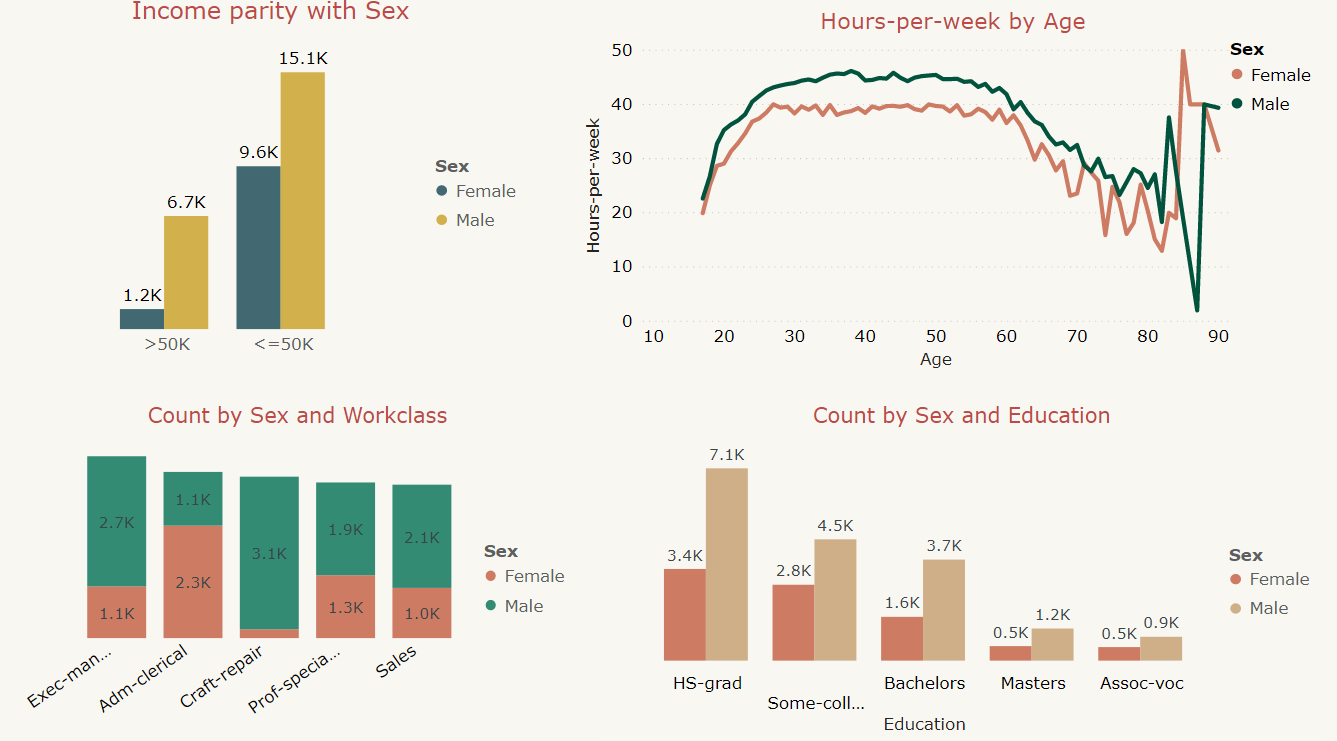 Income parity with Sex
15.1K
9.6K
6.7K
1.2K
>50K
<=50K
Sex
Female
Male
Hours-per-week by Age
50
40
30
20
10
0
Hours-per-week
10 20 30 40 50 60 70 80 90
Age
Sex
Female
Male
Count by Sex and Workclass
2.7K
1.1K
1.1K
2.3K
3.1K
1.9K
1.3K
2.1K
1.0K
Exec-man...
Adm-clerical
Craft-repair
Prof-specia...
Sales
Sex
Female
Male
Count by Sex and Education
3.4K
7.1K
2.8K
4.5K
1.6K
3.7K
0.5K
1.2K
0.5K
0.9K
HS-grad
Some-coll...
Bachelors
Masters
Assoc-voc
Education
Sex
Female
Male